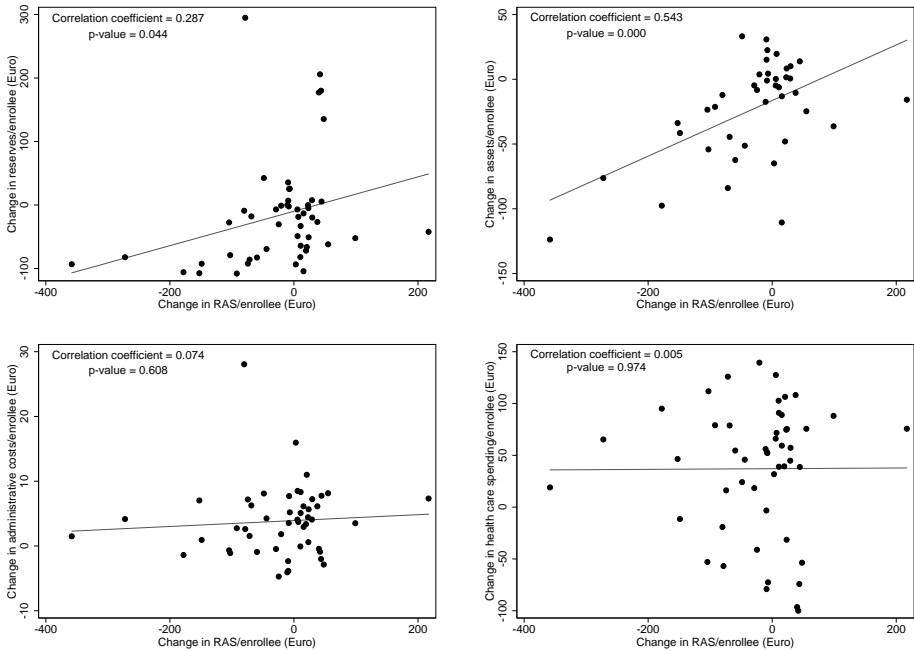 Correlation coefficient = 0.287
p-value = 0.044
Change in reserves/enrollee (Euro)
300
200
100
0
-100
-400 -200 0 200
Change in RAS/enrollee (Euro)
Correlation coefficient = 0.543
p-value = 0.000
Change in assets/enrollee (Euro)
50
0
-50
-100
-150
-400 -200 0 200
Change in RAS/enrollee (Euro)
Correlation coefficient = 0.074
p-value = 0.608
Change in administrative costs/enrollee (Euro)
30
20
10
0
-10
-400 -200 0 200
Change in RAS/enrollee (Euro)
Correlation coefficient = 0.005
p-value = 0.974
Change in health care spending/enrollee (Euro)
150
100
50
0
-50
-100
-400 -200 0 200
Change in RAS/enrollee (Euro)